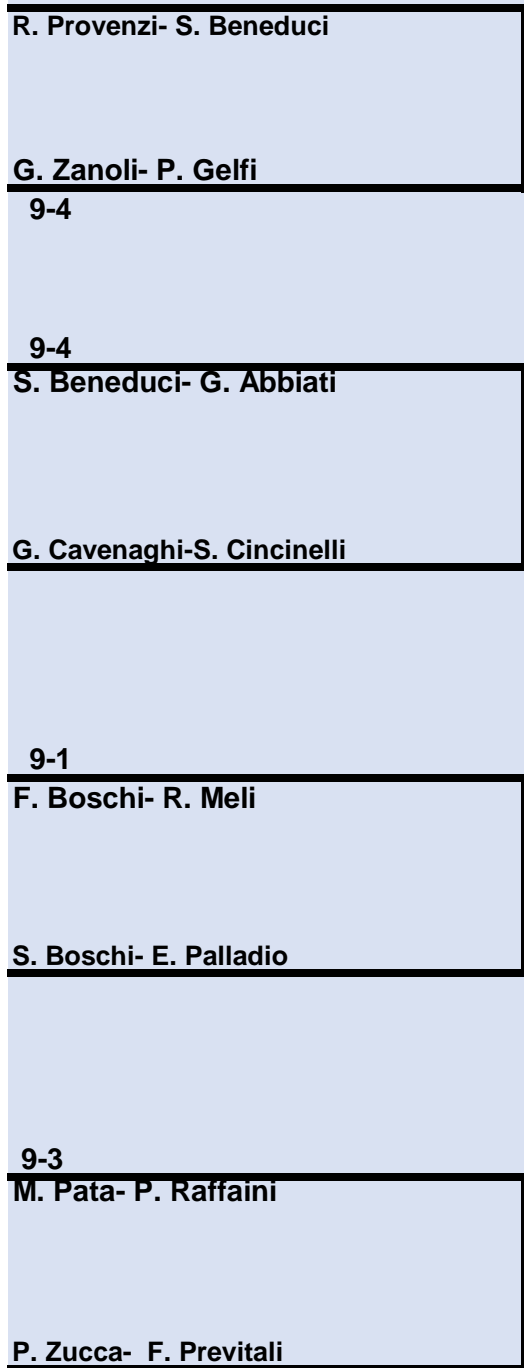 R. Provenzi- S. Beneduci
G. Zanoli- P. Gelfi
9-4
9-4
S. Beneduci- G. Abbiati
G. Cavenaghi-S. Cincinelli
9-1
F. Boschi- R. Meli
S. Boschi- E. Palladio
9-3
M. Pata- P. Raffaini
P. Zucca-  F. Previtali